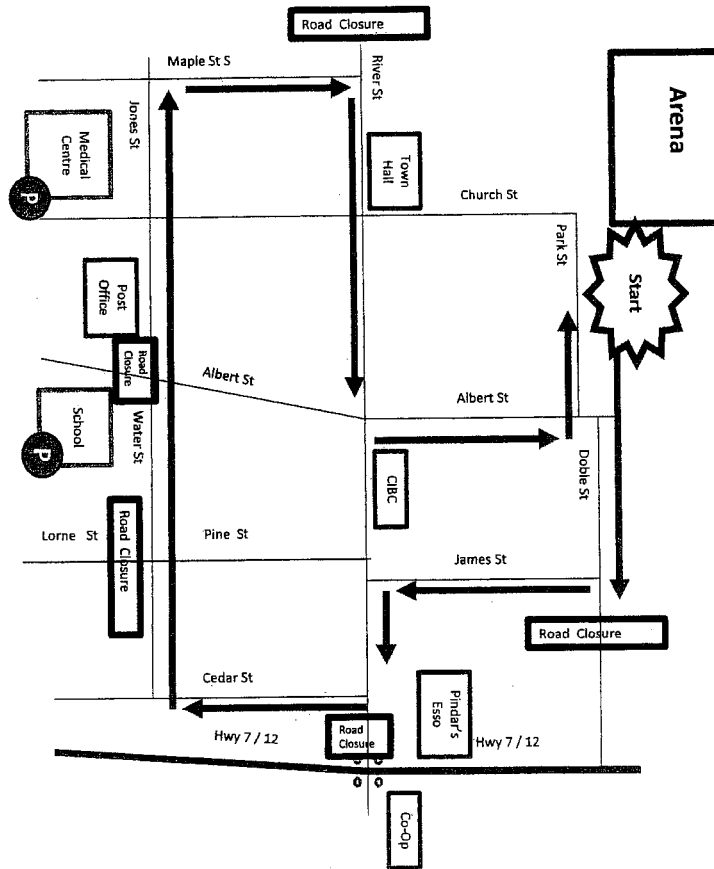 Road Closure
Maple St S
River St
Arena
Jones St
Medical
Centre
P
Town
Hall
Church St
Park St
Start
Post
Office
Road
Closure
Albert St
Albert St
School
P
Water St
CIBC
Doble St
Lorne St
Road Closure
Pine St
James St
Road Closure
Cedar St
Pindar's
Esso
Hwy 7 / 12
Road
Closure
Hwy 7 / 12
Co-Op